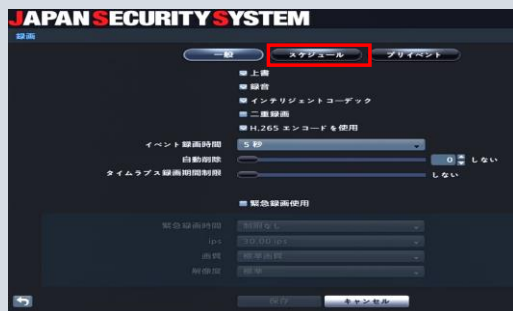 JAPAN SECURITY SYSTEM
録画
一般 スケジュール プリイベント
上書
録音
インテリジェントコーデック
二重録画
H.265 エンコードを使用
イベント録画時間 5 秒
自動削除 0 しない
タイムラプス録画期間制限 しない
緊急録画使用
緊急録画時間 制限なし
ips 30.00 ips
画質 標準画質
解像度 標準
保存 キャンセル